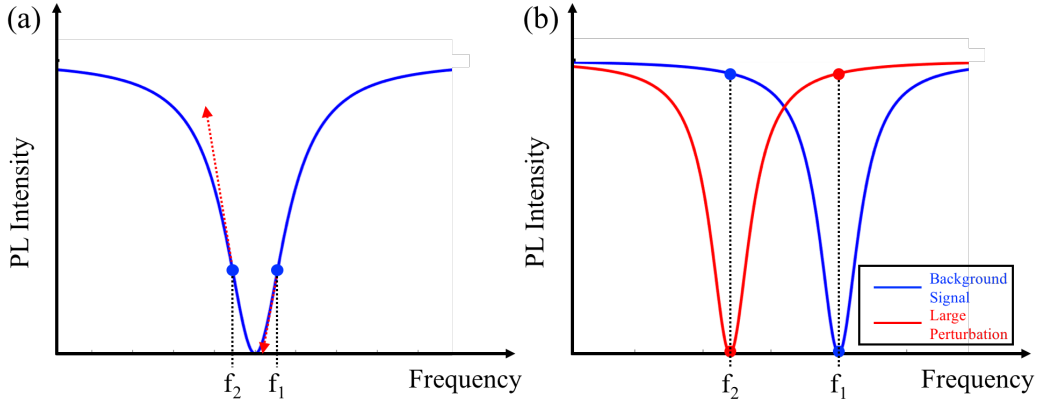 (a)
PL Intensity
f₂
f₁
Frequency
(b)
PL Intensity
Background
Signal
Large
Perturbation
f₂
f₁
Frequency